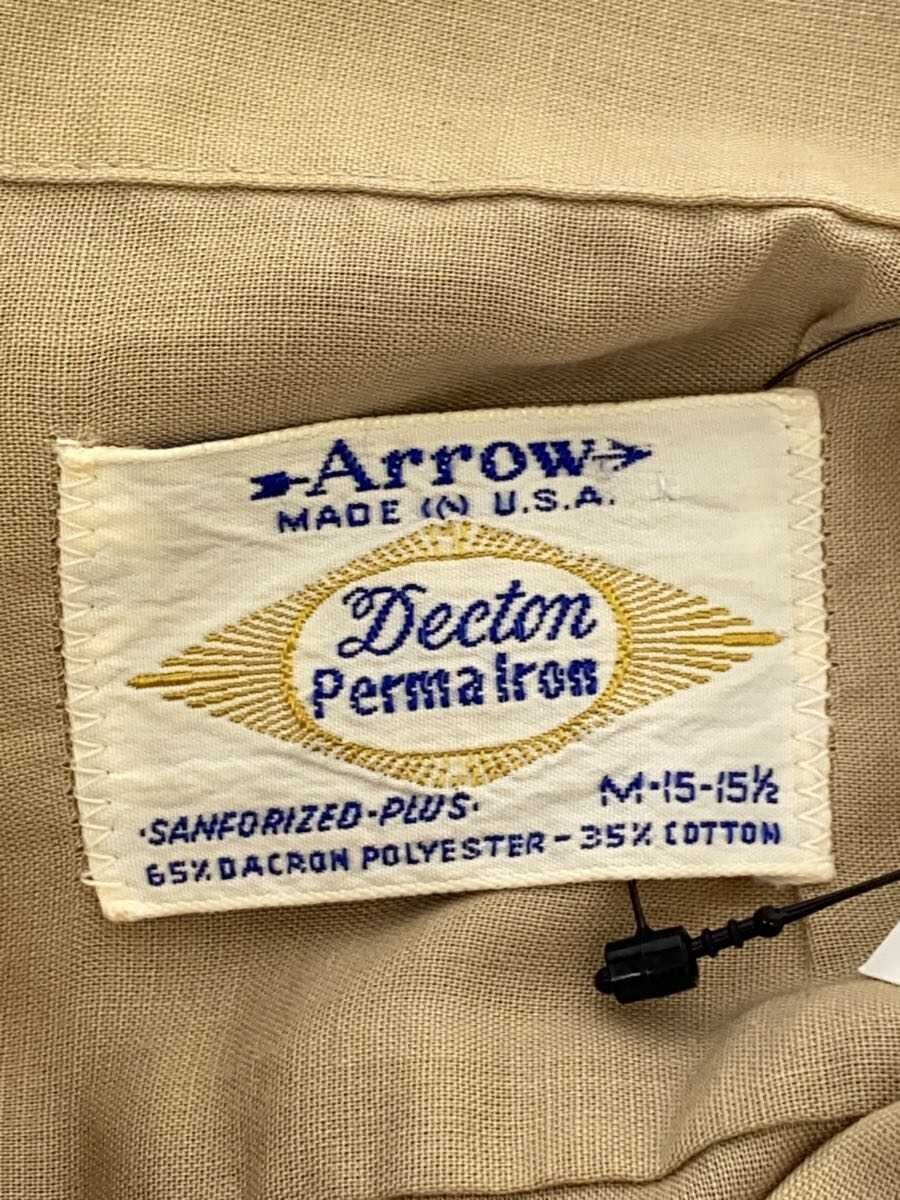 Arrow
MADE IN U.S.A.
Decton
Perma Iron
·SANFORIZED-PLUS·
M·15-15½
65% DACRON POLYESTER - 35% COTTON